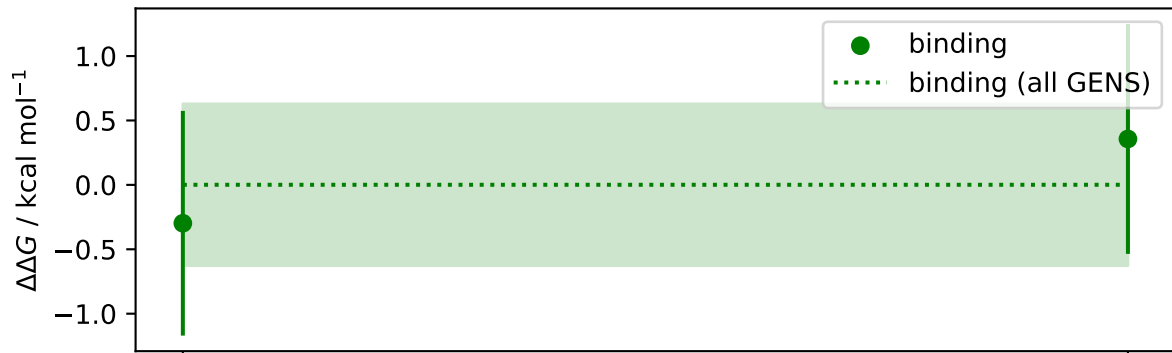 ΔΔG / kcal mol⁻¹
1.0
0.5
0.0
−0.5
−1.0
binding
binding (all GENS)